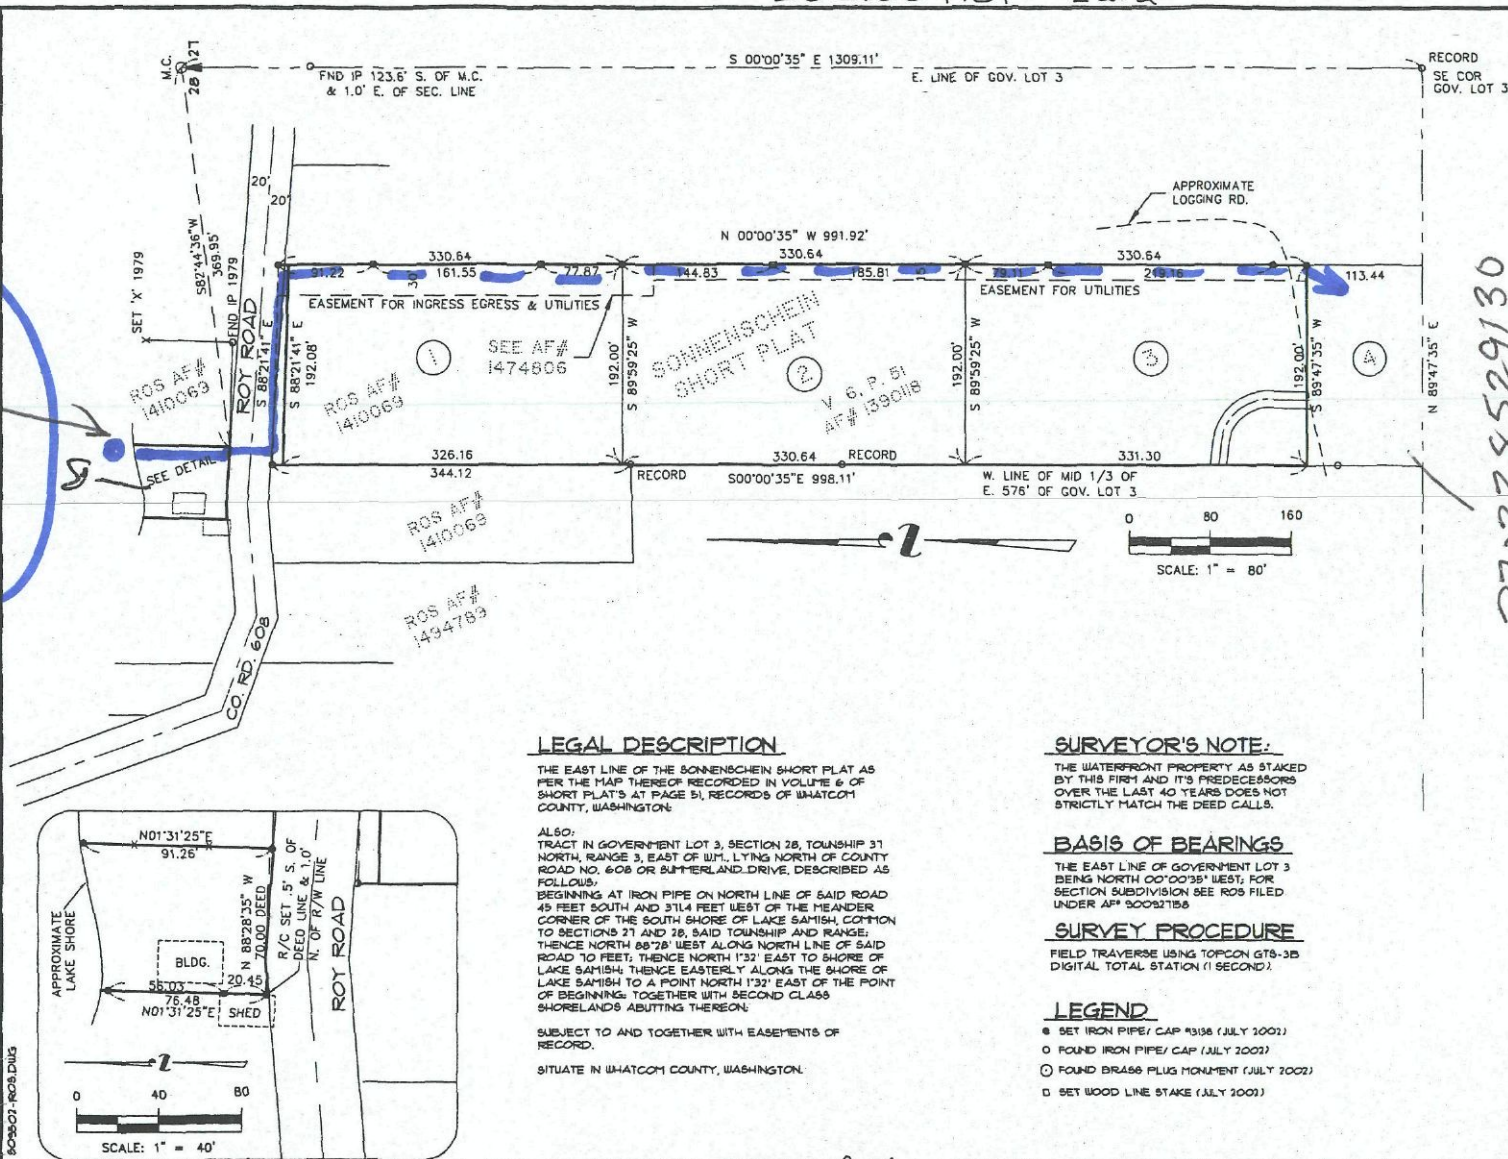 S 00°00'35" E 1309.11'
E. LINE OF GOV. LOT 3
RECORD
SE COR
GOV. LOT 3
M.C.
28 27
FND IP 123.6' S. OF M.C.
& 1.0' E. OF SEC. LINE
20'
20'
S82°44'36"W
369.95'
SET 'X' 1979
FND IP 1979
ROY ROAD
S 88°21'41" E
S 88°21'41" E
192.08'
APPROXIMATE
LOGGING RD.
N 00°00'35" W 991.92'
330.64
330.64
330.64
91.22
161.55
77.87
144.83
185.81
15'
79.11
219.16
113.44
30'
EASEMENT FOR INGRESS EGRESS & UTILITIES
EASEMENT FOR UTILITIES
1
SEE AF#
1474806
192.00'
S 89°59'25" W
SONNENSCHEIN
SHORT PLAT
2
V 6, P. 51
AF# 1390118
192.00'
S 89°59'25" W
3
192.00'
S 89°47'35" W
4
N 89°47'35" E
ROS AF#
1410069
ROS AF#
1410069
SEE DETAIL
326.16
344.12
RECORD
330.64
RECORD
S00°00'35"E 998.11'
331.30
W. LINE OF MID 1/3 OF
E. 576' OF GOV. LOT 3
ROS AF#
1410069
0 80 160
SCALE: 1" = 80'
ROS AF#
1494789
CO. RD. 608
LEGAL DESCRIPTION
THE EAST LINE OF THE SONNENSCHEIN SHORT PLAT AS
PER THE MAP THEREOF RECORDED IN VOLUME 6 OF
SHORT PLAT'S AT PAGE 51, RECORDS OF WHATCOM
COUNTY, WASHINGTON;
ALSO:
TRACT IN GOVERNMENT LOT 3, SECTION 28, TOWNSHIP 37
NORTH, RANGE 3, EAST OF W.M., LYING NORTH OF COUNTY
ROAD NO. 608 OR SUMMERLAND DRIVE, DESCRIBED AS
FOLLOWS;
BEGINNING AT IRON PIPE ON NORTH LINE OF SAID ROAD
45 FEET SOUTH AND 371.4 FEET WEST OF THE MEANDER
CORNER OF THE SOUTH SHORE OF LAKE SAMISH, COMMON
TO SECTIONS 27 AND 28, SAID TOWNSHIP AND RANGE;
THENCE NORTH 88°28' WEST ALONG NORTH LINE OF SAID
ROAD 70 FEET; THENCE NORTH 1°32' EAST TO SHORE OF
LAKE SAMISH; THENCE EASTERLY ALONG THE SHORE OF
LAKE SAMISH TO A POINT NORTH 1°32' EAST OF THE POINT
OF BEGINNING; TOGETHER WITH SECOND CLASS
SHORELANDS ABUTTING THEREON;
SUBJECT TO AND TOGETHER WITH EASEMENTS OF
RECORD.
SITUATE IN WHATCOM COUNTY, WASHINGTON.
SURVEYOR'S NOTE:
THE WATERFRONT PROPERTY AS STAKED
BY THIS FIRM AND IT'S PREDECESSORS
OVER THE LAST 40 YEARS DOES NOT
STRICTLY MATCH THE DEED CALLS.
BASIS OF BEARINGS
THE EAST LINE OF GOVERNMENT LOT 3
BEING NORTH 00°00'35" WEST; FOR
SECTION SUBDIVISION SEE ROS FILED
UNDER AF#
SURVEY PROCEDURE
FIELD TRAVERSE USING TOPCON GTS-3B
DIGITAL TOTAL STATION (1 SECOND).
LEGEND
SET IRON PIPE/ CAP #13138 (JULY 2002)
FOUND IRON PIPE/ CAP (JULY 2002)
FOUND BRASS PLUG MONUMENT (JULY 2002)
SET WOOD LINE STAKE (JULY 2002)
N01°31'25"E
91.26'
APPROXIMATE
LAKE SHORE
BLDG.
N 88°28'35" W
70.00 DEED
R/C SET .5' S. OF
DEED LINE & 1.0'
N. OF R/W LINE
56.03
20.45
76.48
N01°31'25"E
SHED
ROY ROAD
0 40 80
SCALE: 1" = 40'